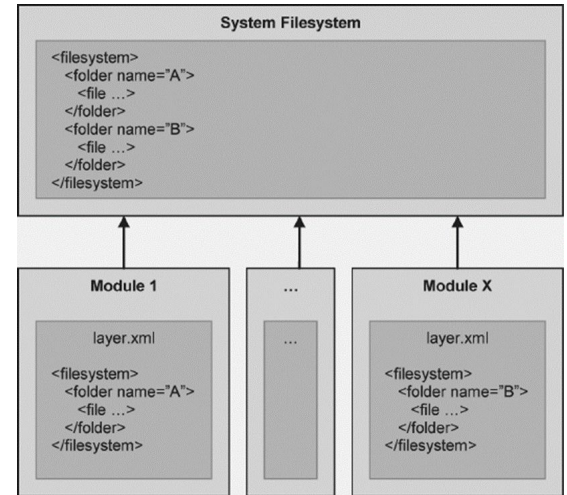 System Filesystem
<filesystem>
<folder name="A">
<file …>
</folder>
<folder name="B">
<file …>
</folder>
</filesystem>
Module 1
layer.xml
<filesystem>
<folder name="A">
<file …>
</folder>
</filesystem>
…
…
Module X
layer.xml
<filesystem>
<folder name="B">
<file …>
</folder>
</filesystem>